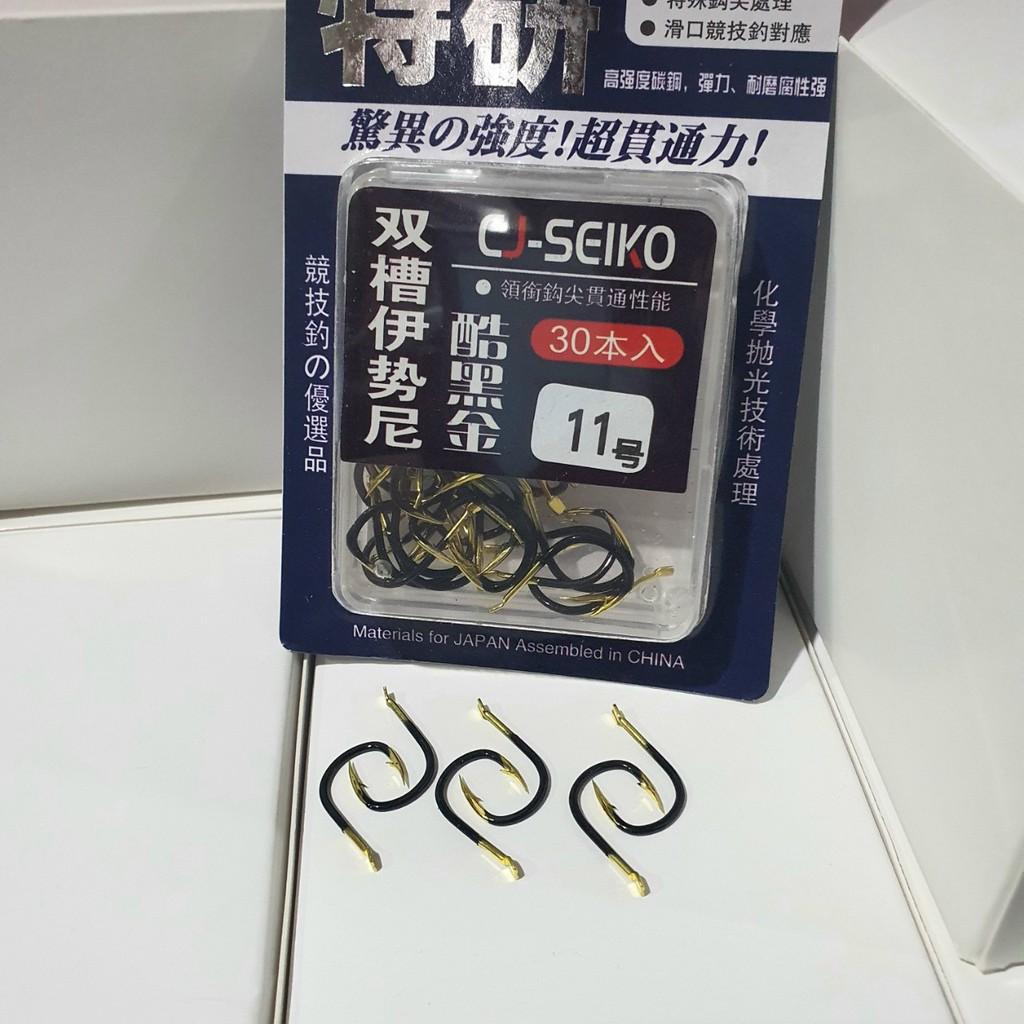 特研
特殊鈎尖處理
● 滑口競技釣對應
高强度碳鋼，彈力、耐磨腐性强
驚異の強度！超貫通力！
競技釣の優選品
双槽伊势尼
CJ-SEIKO
● 領銜鈎尖貫通性能
酷黑金
30本入
11号
化學拋光技術處理
Materials for JAPAN Assembled in CHINA